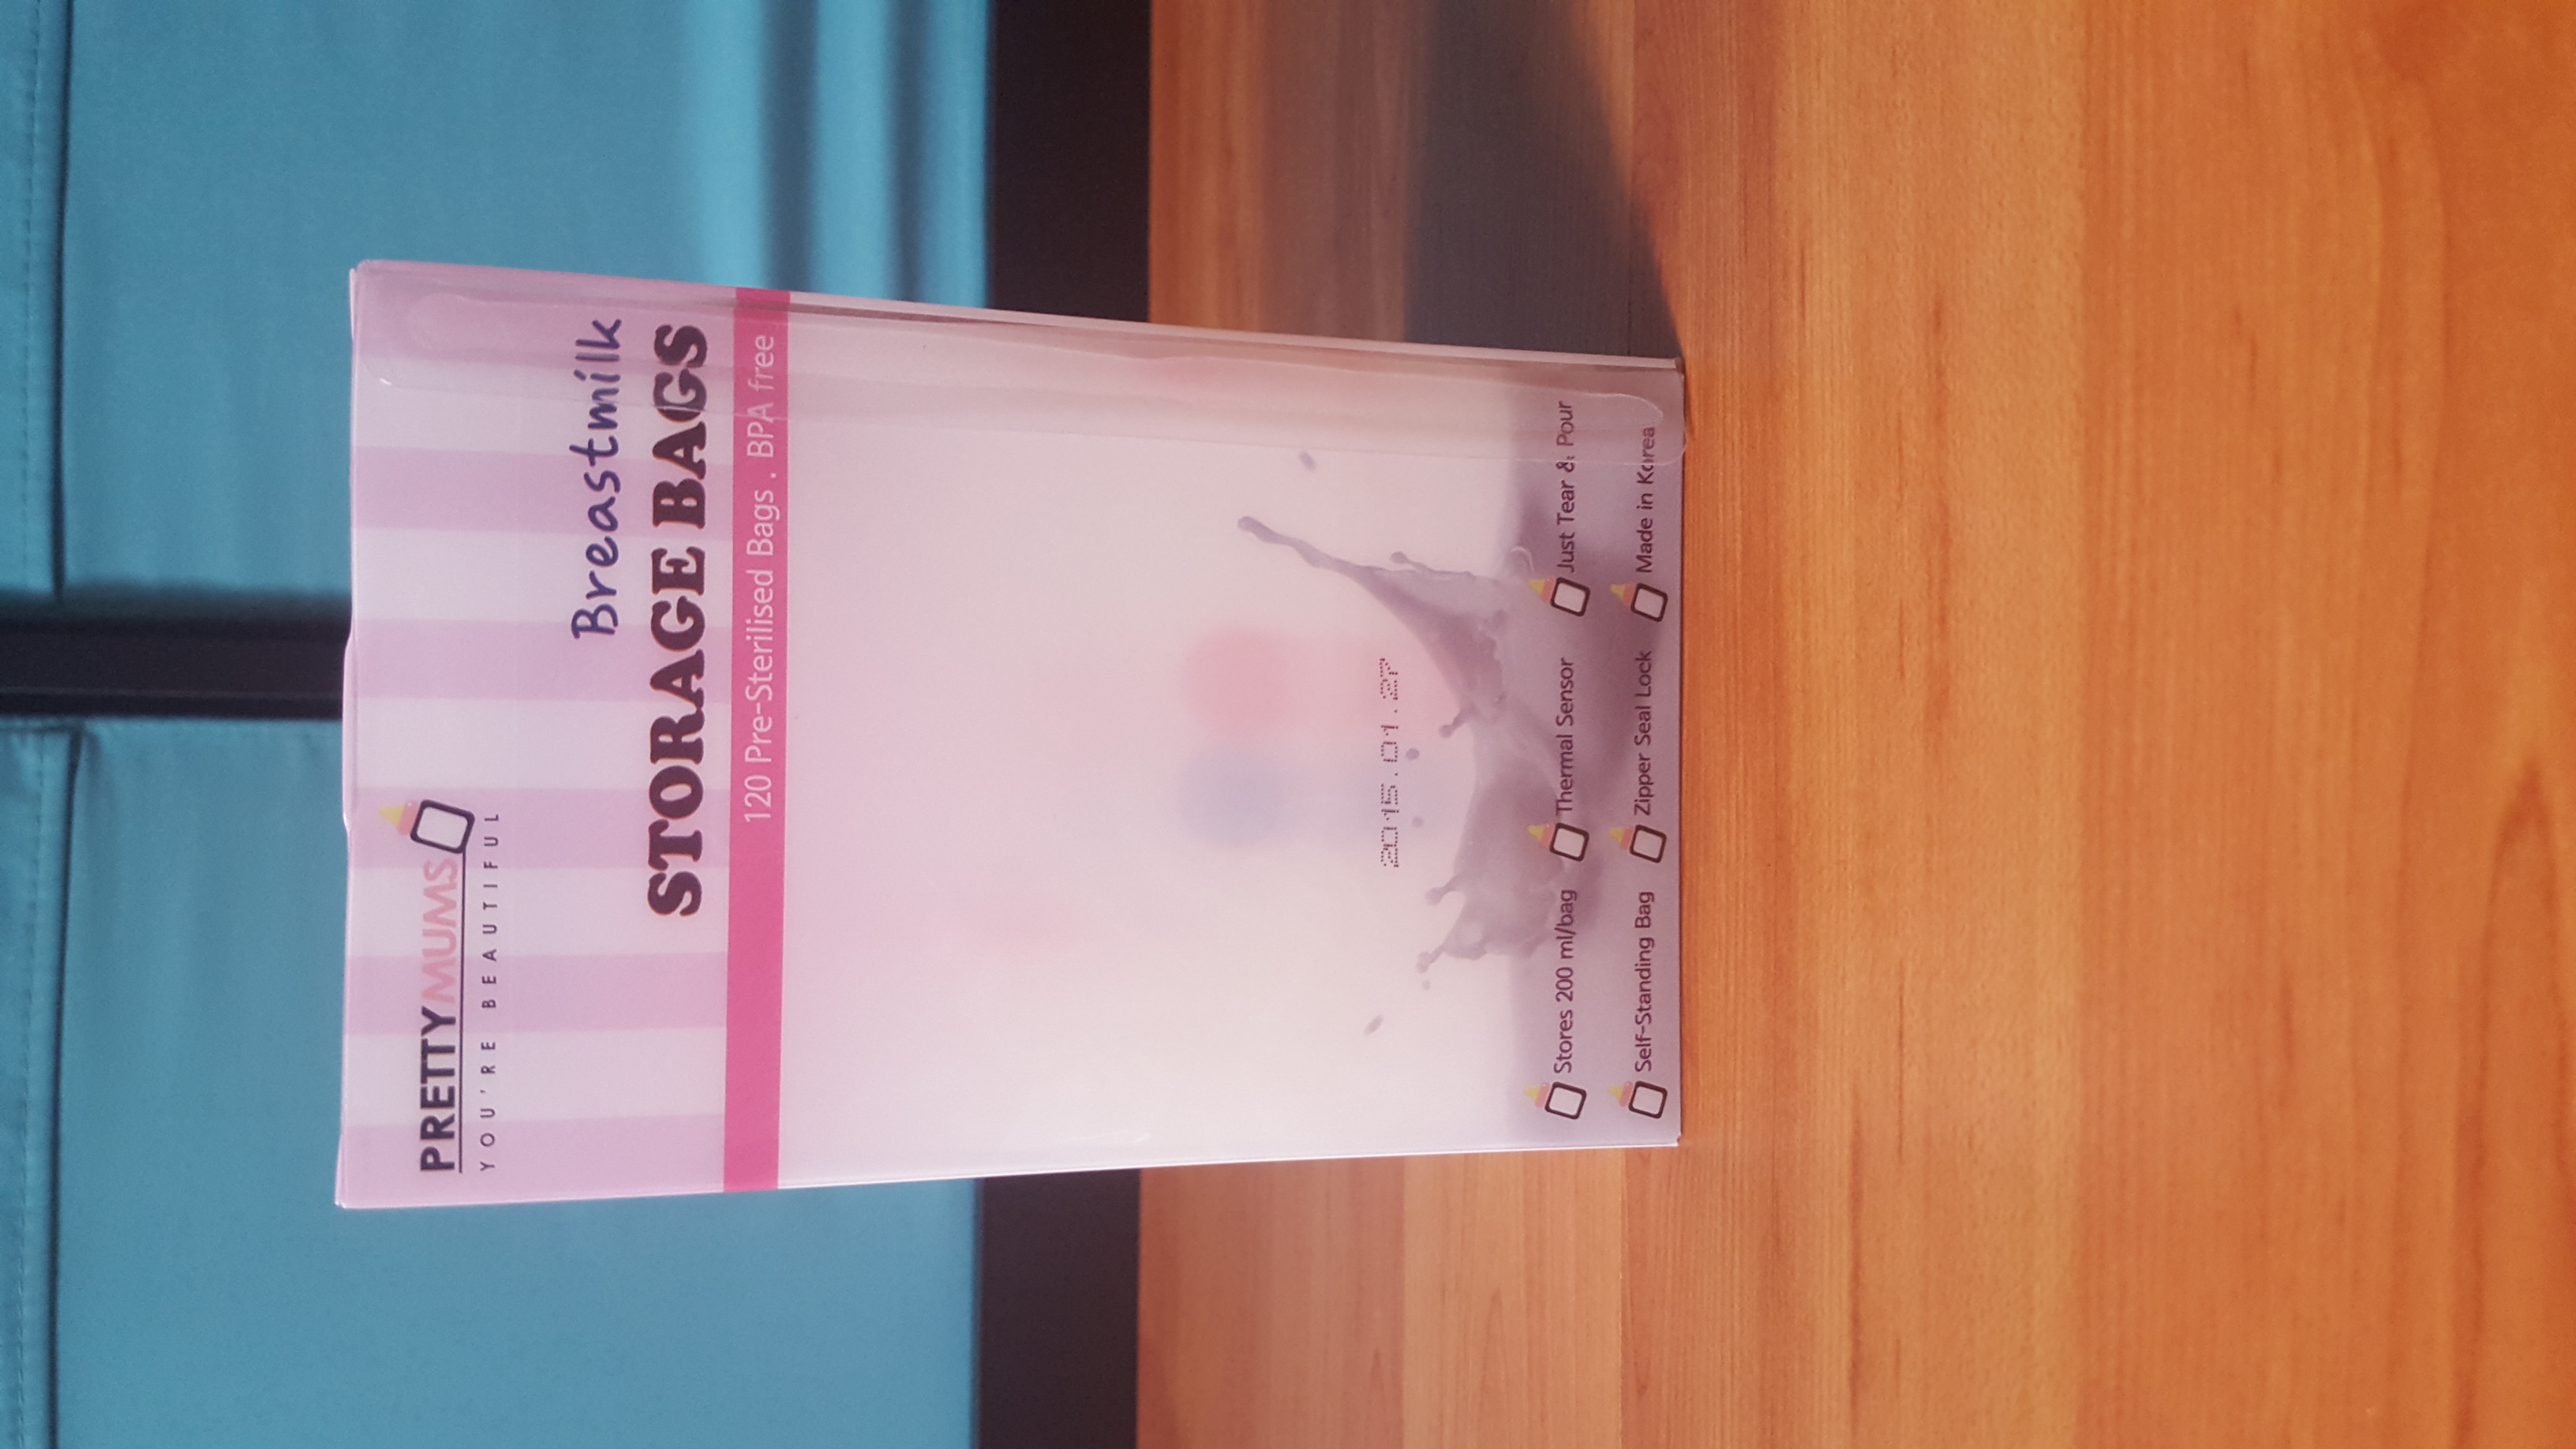 PRETTYMUMS
YOU'RE BEAUTIFUL
Breastmilk
STORAGE BAGS
120 Pre-Sterilised Bags . BPA free
2015.01.27
Stores 200 ml/bag
Thermal Sensor
Just Tear & Pour
Self-Standing Bag
Zipper Seal Lock
Made in Korea